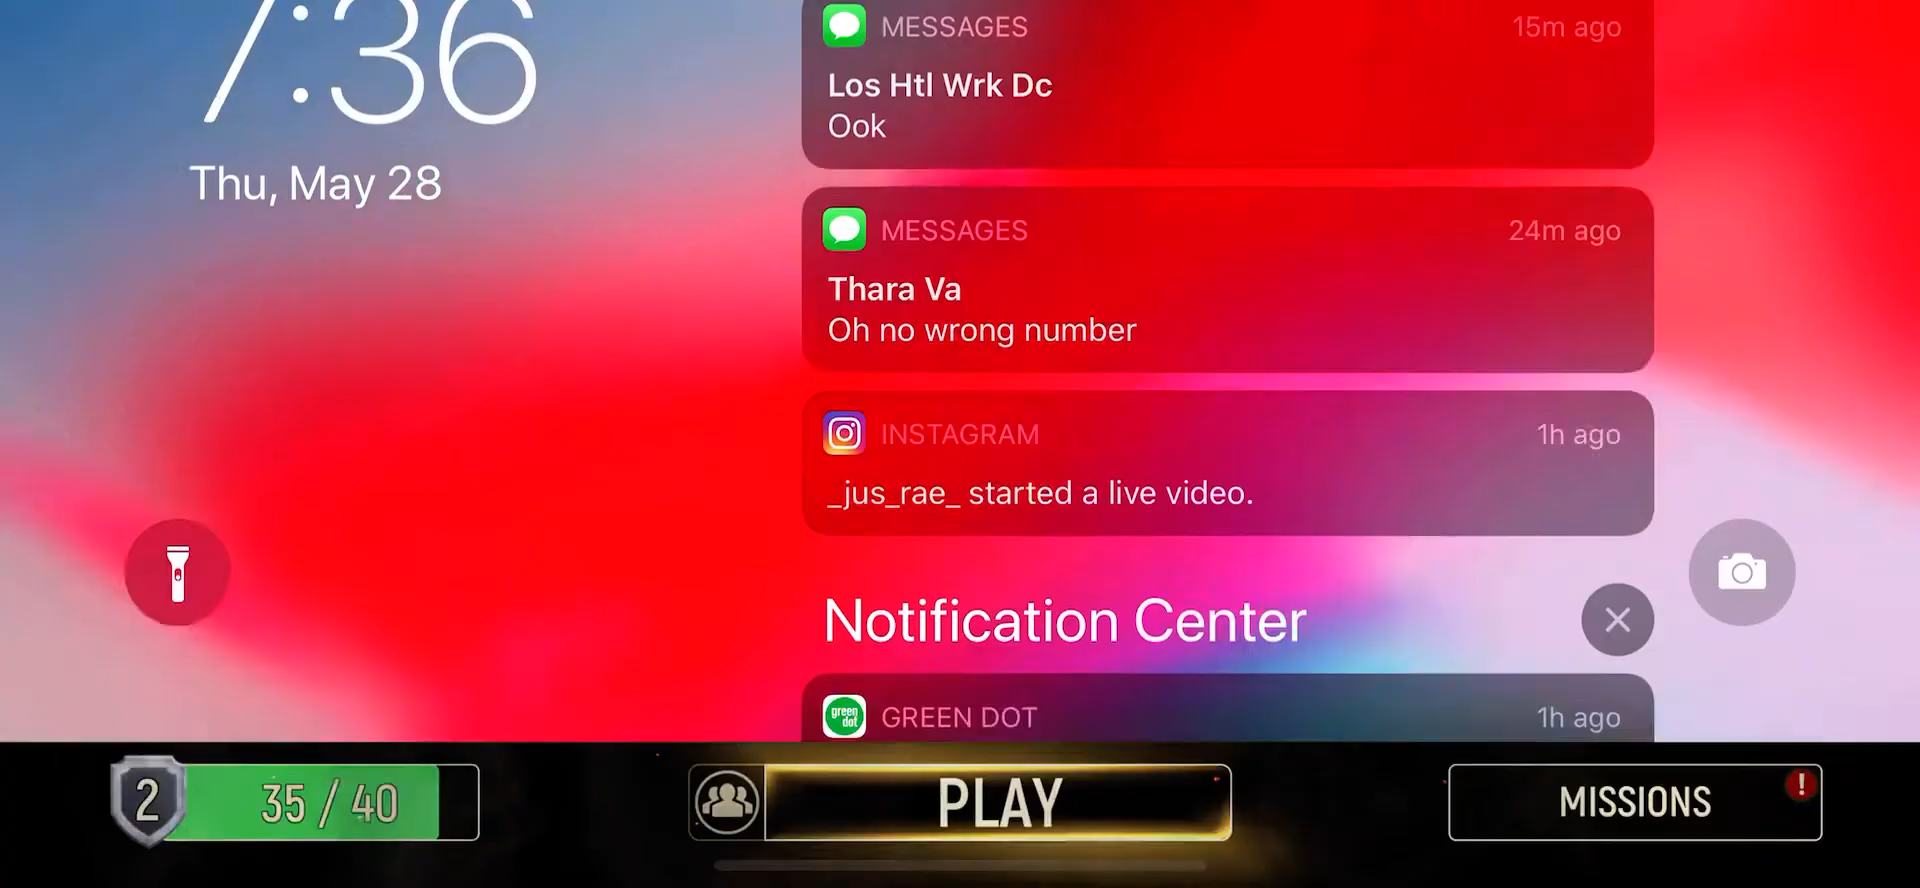 7:36
Thu, May 28
MESSAGES
15m ago
Los Htl Wrk Dc
Ook
MESSAGES
24m ago
Thara Va
Oh no wrong number
INSTAGRAM
1h ago
_jus_rae_ started a live video.
Notification Center
green dot
GREEN DOT
1h ago
2
35 / 40
PLAY
MISSIONS
!